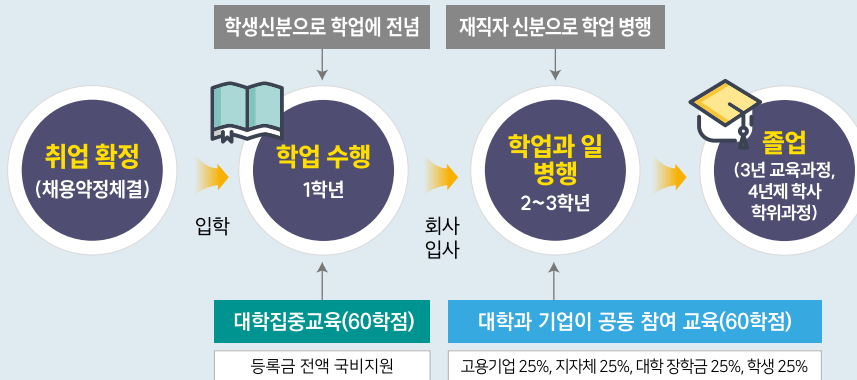 학생신분으로 학업에 전념
재직자 신분으로 학업 병행
취업 확정
(채용약정체결)
입학
학업 수행
1학년
회사
입사
학업과 일
병행
2~3학년
졸업
(3년 교육과정,
4년제 학사
학위과정)
대학집중교육(60학점)
대학과 기업이 공동 참여 교육(60학점)
등록금 전액 국비지원
고용기업 25%, 지자체 25%, 대학 장학금 25%, 학생 25%